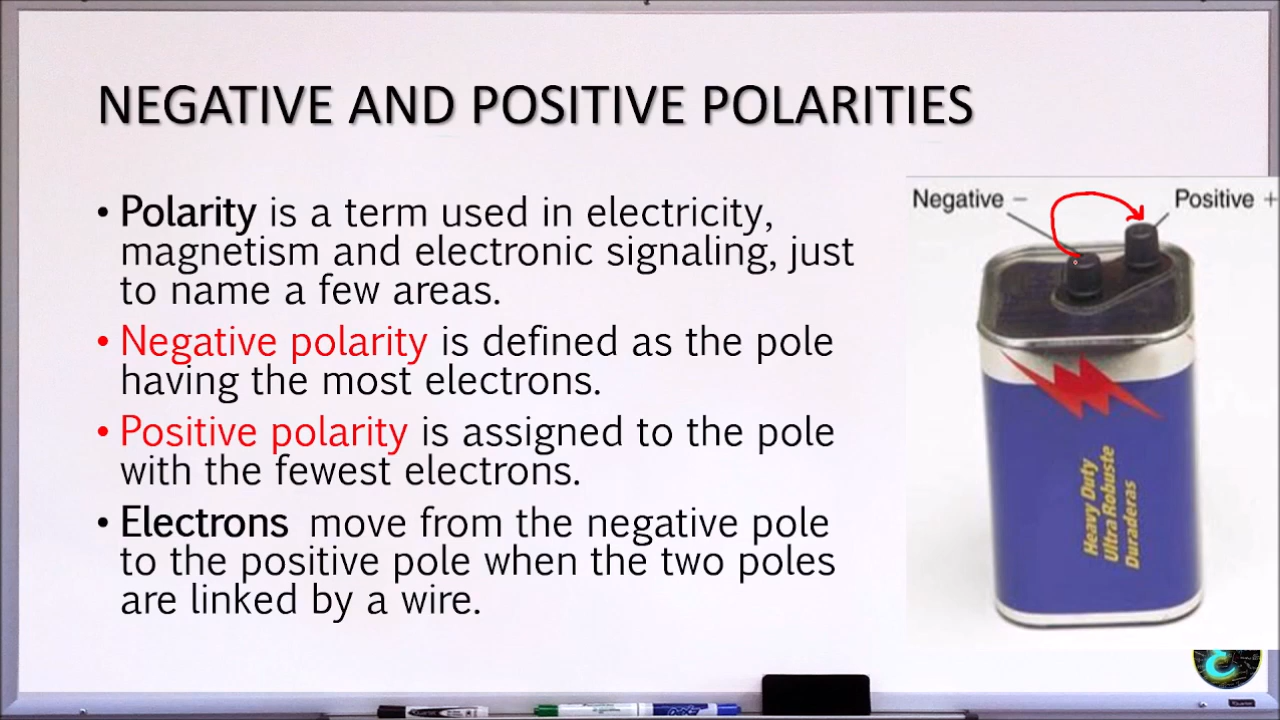 NEGATIVE AND POSITIVE POLARITIES
• Polarity is a term used in electricity,
magnetism and electronic signaling, just
to name a few areas.
• Negative polarity is defined as the pole
having the most electrons.
• Positive polarity is assigned to the pole
with the fewest electrons.
• Electrons move from the negative pole
to the positive pole when the two poles
are linked by a wire.
Negative −
Positive +
Heavy Duty
Ultra Robuste
Duraderas